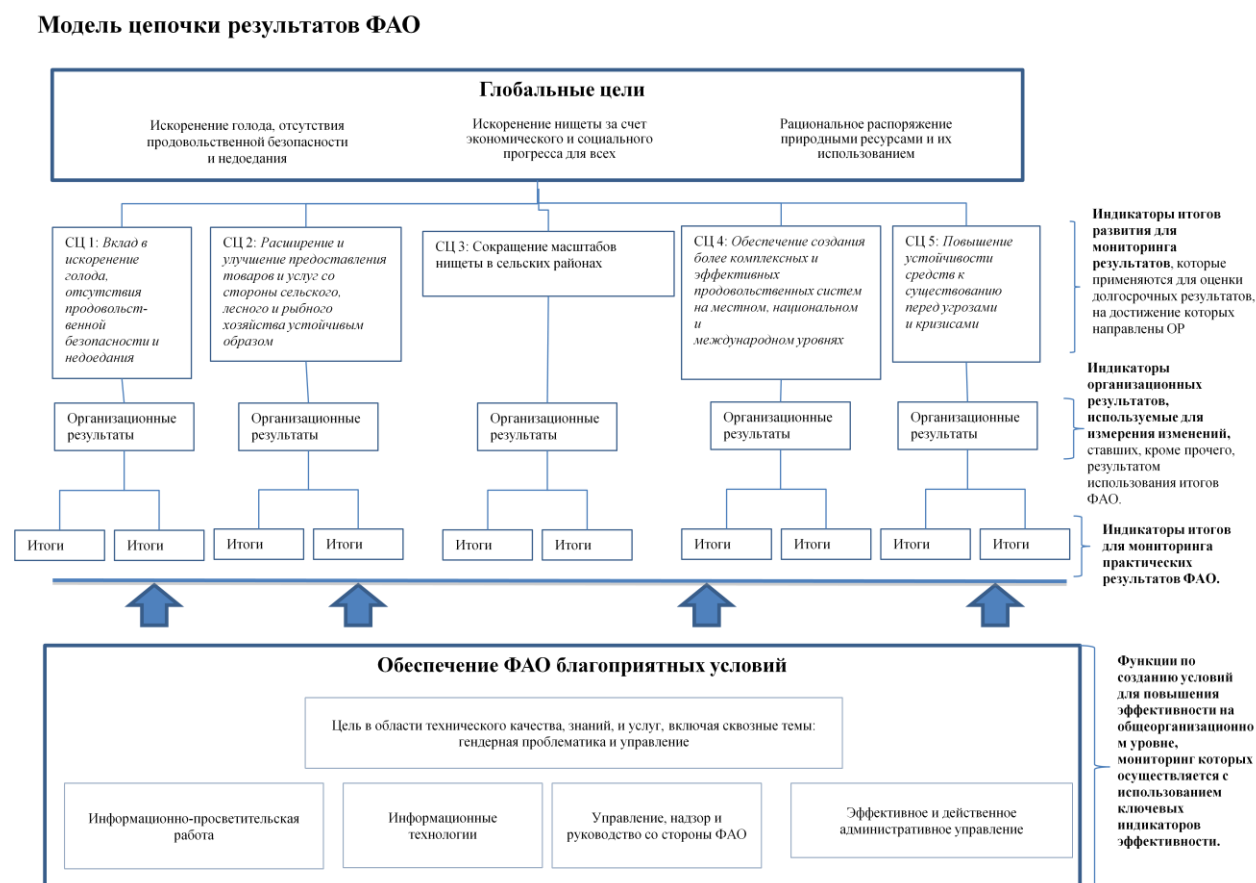 Модель цепочки результатов ФАО
Глобальные цели
Искоренение голода, отсутствия
продовольственной безопасности
и недоедания
Искоренение нищеты за счет
экономического и социального
прогресса для всех
Рациональное распоряжение
природными ресурсами и их
использованием
СЦ 1: Вклад в
искоренение
голода,
отсутствия
продовольст-
венной
безопасности и
недоедания
СЦ 2: Расширение и
улучшение предоставления
товаров и услуг со
стороны сельского,
лесного и рыбного
хозяйства устойчивым
образом
СЦ 3: Сокращение масштабов
нищеты в сельских районах
СЦ 4: Обеспечение создания
более комплексных и
эффективных
продовольственных систем
на местном, национальном
и
международном уровнях
СЦ 5: Повышение
устойчивости
средств к
существованию
перед угрозами
и кризисами
Индикаторы итогов
развития для
мониторинга
результатов, которые
применяются для оценки
долгосрочных результатов,
на достижение которых
направлены ОР
Организационные
результаты
Организационные
результаты
Организационные
результаты
Организационные
результаты
Организационные
результаты
Индикаторы
организационных
результатов,
используемые для
измерения изменений,
ставших, кроме прочего,
результатом
использования итогов
ФАО.
Итоги
Итоги
Итоги
Итоги
Итоги
Итоги
Итоги
Итоги
Итоги
Итоги
Индикаторы итогов
для мониторинга
практических
результатов ФАО.
Обеспечение ФАО благоприятных условий
Цель в области технического качества, знаний, и услуг, включая сквозные темы:
гендерная проблематика и управление
Информационно-просветительская
работа
Информационные
технологии
Управление, надзор и
руководство со стороны ФАО
Эффективное и действенное
административное управление
Функции по
созданию условий
для повышения
эффективности на
общеорганизационно
м уровне,
мониторинг которых
осуществляется с
использованием
ключевых
индикаторов
эффективности.